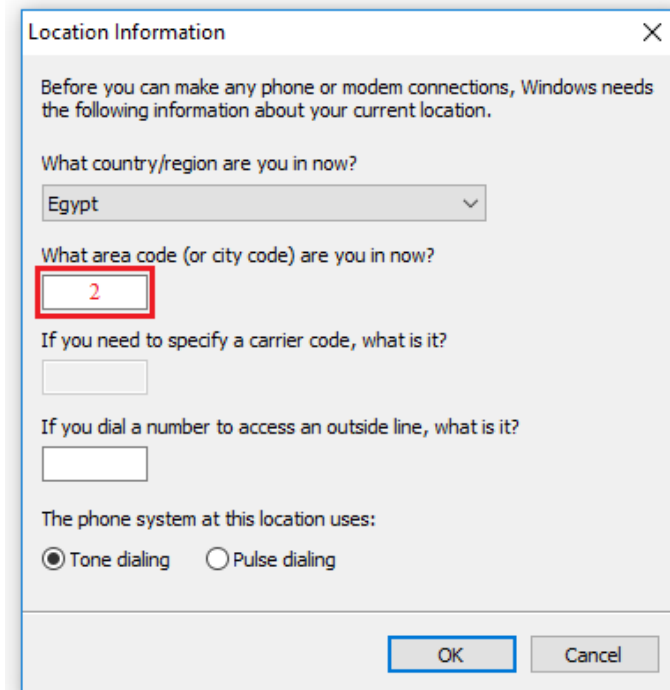 Location Information
Before you can make any phone or modem connections, Windows needs
the following information about your current location.
What country/region are you in now?
Egypt
What area code (or city code) are you in now?
2
If you need to specify a carrier code, what is it?
If you dial a number to access an outside line, what is it?
The phone system at this location uses:
Tone dialing Pulse dialing
OK Cancel